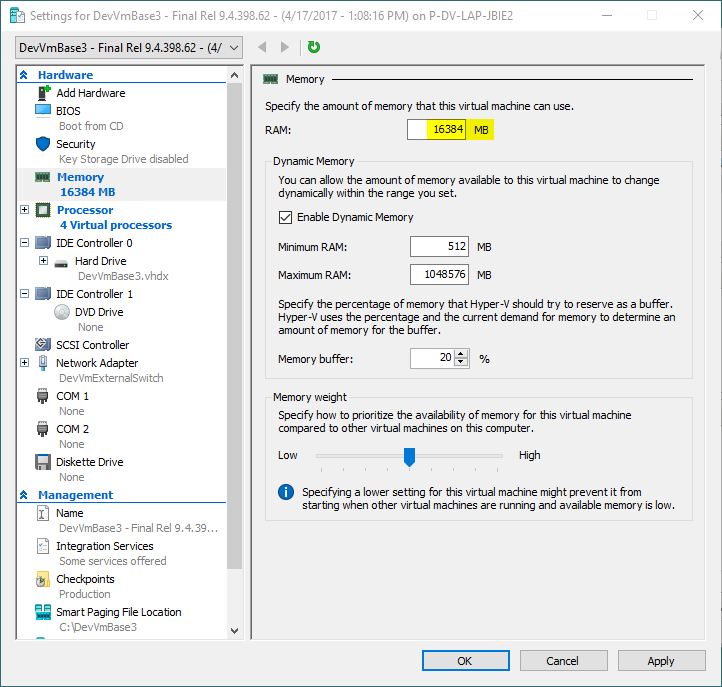 Settings for DevVmBase3 - Final Rel 9.4.398.62 - (4/17/2017 - 1:08:16 PM) on P-DV-LAP-JBIE2
DevVmBase3 - Final Rel 9.4.398.62 - (4/
Hardware
Add Hardware
BIOS
Boot from CD
Security
Key Storage Drive disabled
Memory
16384 MB
Processor
4 Virtual processors
IDE Controller 0
Hard Drive
DevVmBase3.vhdx
IDE Controller 1
DVD Drive
None
SCSI Controller
Network Adapter
DevVmExternalSwitch
COM 1
None
COM 2
None
Diskette Drive
None
Management
Name
DevVmBase3 - Final Rel 9.4.39...
Integration Services
Some services offered
Checkpoints
Production
Smart Paging File Location
C:\DevVmBase3
Memory
Specify the amount of memory that this virtual machine can use.
RAM: 16384 MB
Dynamic Memory
You can allow the amount of memory available to this virtual machine to change
dynamically within the range you set.
Enable Dynamic Memory
Minimum RAM: 512 MB
Maximum RAM: 1048576 MB
Specify the percentage of memory that Hyper-V should try to reserve as a buffer.
Hyper-V uses the percentage and the current demand for memory to determine an
amount of memory for the buffer.
Memory buffer: 20 %
Memory weight
Specify how to prioritize the availability of memory for this virtual machine
compared to other virtual machines on this computer.
Low High
Specifying a lower setting for this virtual machine might prevent it from
starting when other virtual machines are running and available memory is low.
OK Cancel Apply